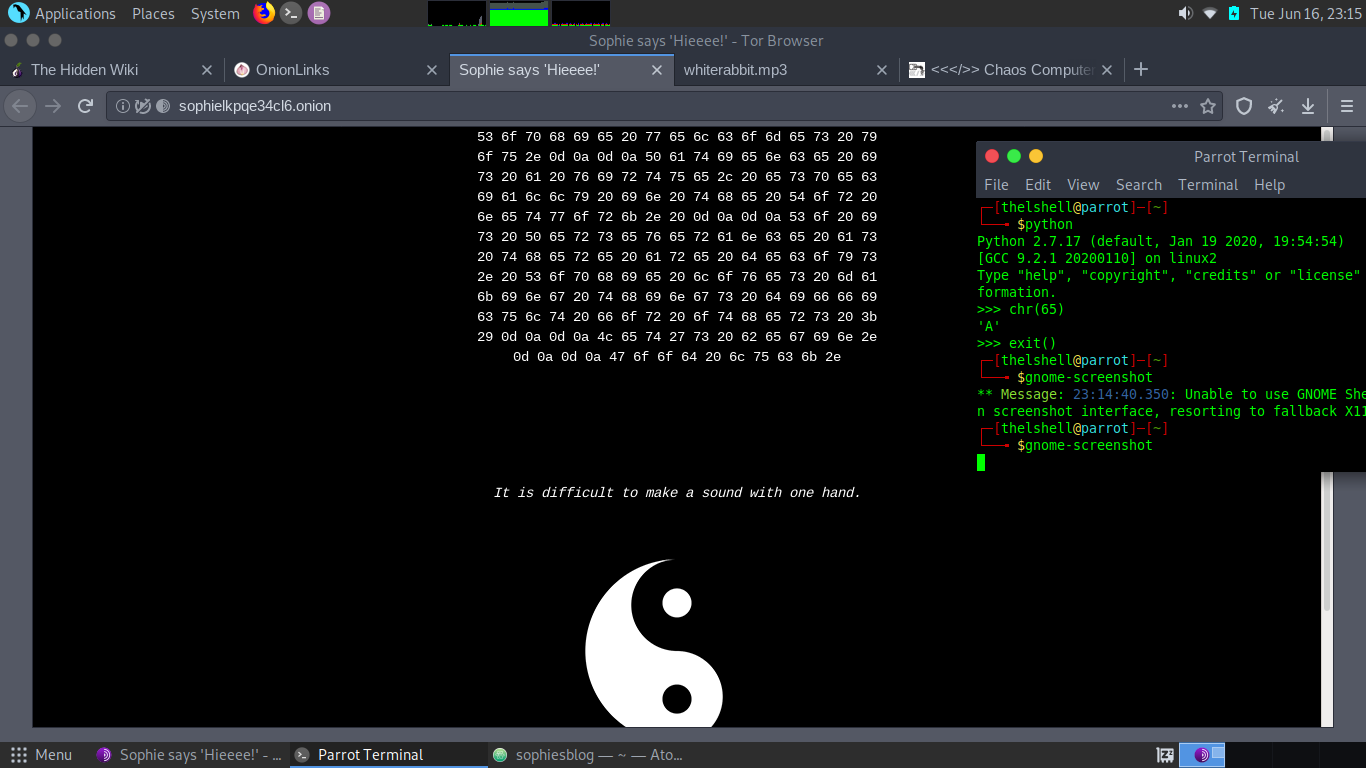 Applications Places System
Tue Jun 16, 23:15
Sophie says 'Hieeee!' - Tor Browser
The Hidden Wiki
OnionLinks
Sophie says 'Hieeee!'
whiterabbit.mp3
<<</>> Chaos Compute
sophielkpqe34cl6.onion
53 6f 70 68 69 65 20 77 65 6c 63 6f 6d 65 73 20 79
6f 75 2e 0d 0a 0d 0a 50 61 74 69 65 6e 63 65 20 69
73 20 61 20 76 69 72 74 75 65 2c 20 65 73 70 65 63
69 61 6c 6c 79 20 69 6e 20 74 68 65 20 54 6f 72 20
6e 65 74 77 6f 72 6b 2e 20 0d 0a 0d 0a 53 6f 20 69
73 20 50 65 72 73 65 76 65 72 61 6e 63 65 20 61 73
20 74 68 65 72 65 20 61 72 65 20 64 65 63 6f 79 73
2e 20 53 6f 70 68 69 65 20 6c 6f 76 65 73 20 6d 61
6b 69 6e 67 20 74 68 69 6e 67 73 20 64 69 66 66 69
63 75 6c 74 20 66 6f 72 20 6f 74 68 65 72 73 20 3b
29 0d 0a 0d 0a 4c 65 74 27 73 20 62 65 67 69 6e 2e
0d 0a 0d 0a 47 6f 6f 64 20 6c 75 63 6b 2e
It is difficult to make a sound with one hand.
Parrot Terminal
File Edit View Search Terminal Help
┌─[thelshell@parrot]─[~]
└──╼ $python
Python 2.7.17 (default, Jan 19 2020, 19:54:54)
[GCC 9.2.1 20200110] on linux2
Type "help", "copyright", "credits" or "license"
formation.
>>> chr(65)
'A'
>>> exit()
┌─[thelshell@parrot]─[~]
└──╼ $gnome-screenshot
** Message: 23:14:40.350: Unable to use GNOME She
n screenshot interface, resorting to fallback X11
┌─[thelshell@parrot]─[~]
└──╼ $gnome-screenshot
Menu
Sophie says 'Hieeee!' - ...
Parrot Terminal
sophiesblog — ~ — Ato...